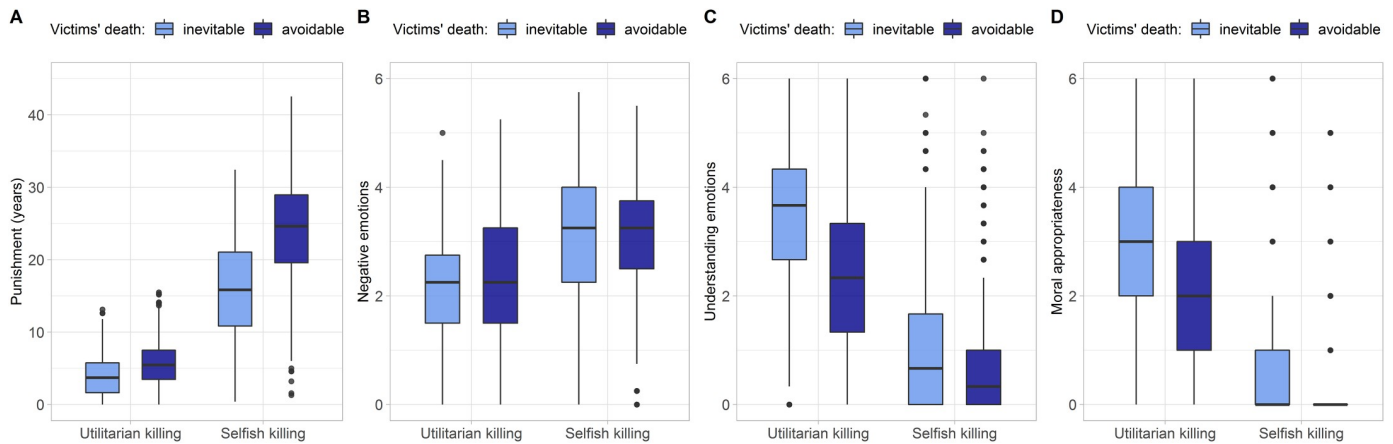 A
Victims' death: inevitable avoidable
Punishment (years)
40
30
20
10
0
Utilitarian killing Selfish killing
B
Victims' death: inevitable avoidable
Negative emotions
6
4
2
0
Utilitarian killing Selfish killing
C
Victims' death: inevitable avoidable
Understanding emotions
6
4
2
0
Utilitarian killing Selfish killing
D
Victims' death: inevitable avoidable
Moral appropriateness
6
4
2
0
Utilitarian killing Selfish killing